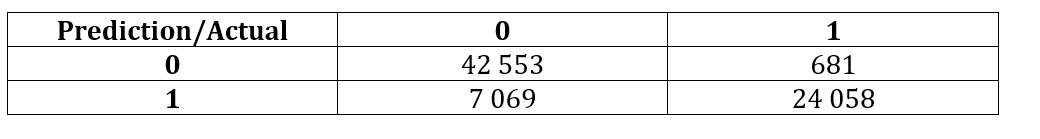 Prediction/Actual 0 1
0 42 553 681
1 7 069 24 058